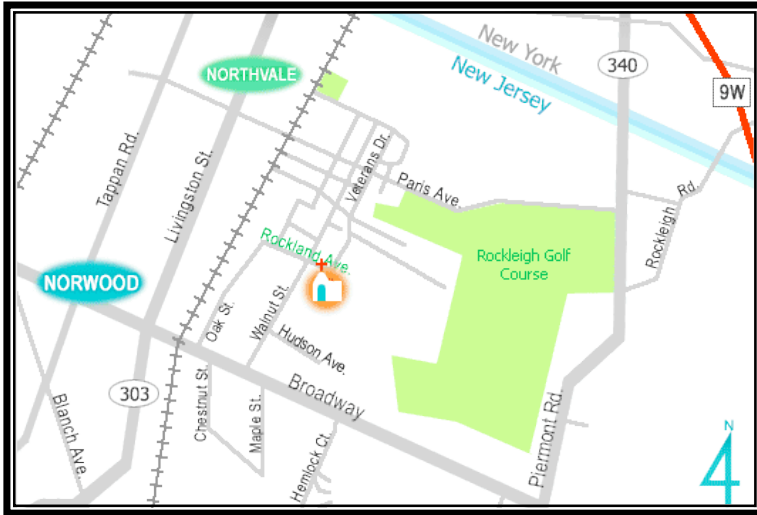 New York
New Jersey
340
9W
NORTHVALE
Tappan Rd.
Livingston St.
Veterans Dr.
Paris Ave.
Rockleigh Rd.
Rockland Ave.
Rockleigh Golf
Course
NORWOOD
Oak St.
Walnut St.
Hudson Ave.
Broadway
303
Blanch Ave.
Chestnut St.
Maple St.
Hemlock Ct.
Piermont Rd.
N